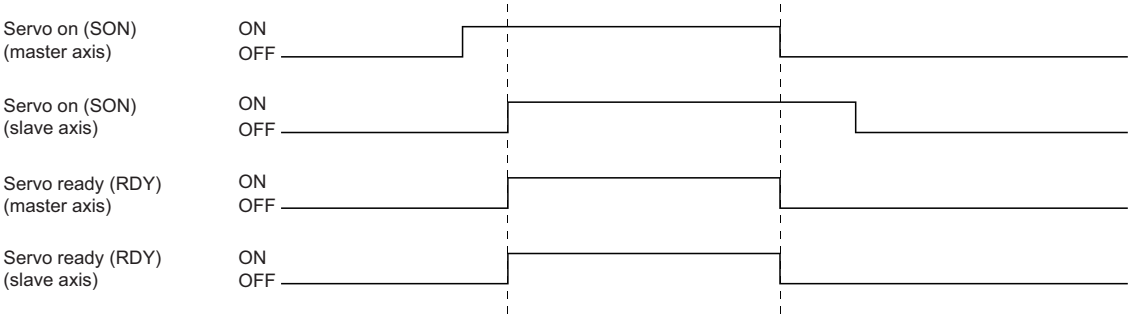 Servo on (SON)
(master axis)
ON
OFF
Servo on (SON)
(slave axis)
ON
OFF
Servo ready (RDY)
(master axis)
ON
OFF
Servo ready (RDY)
(slave axis)
ON
OFF